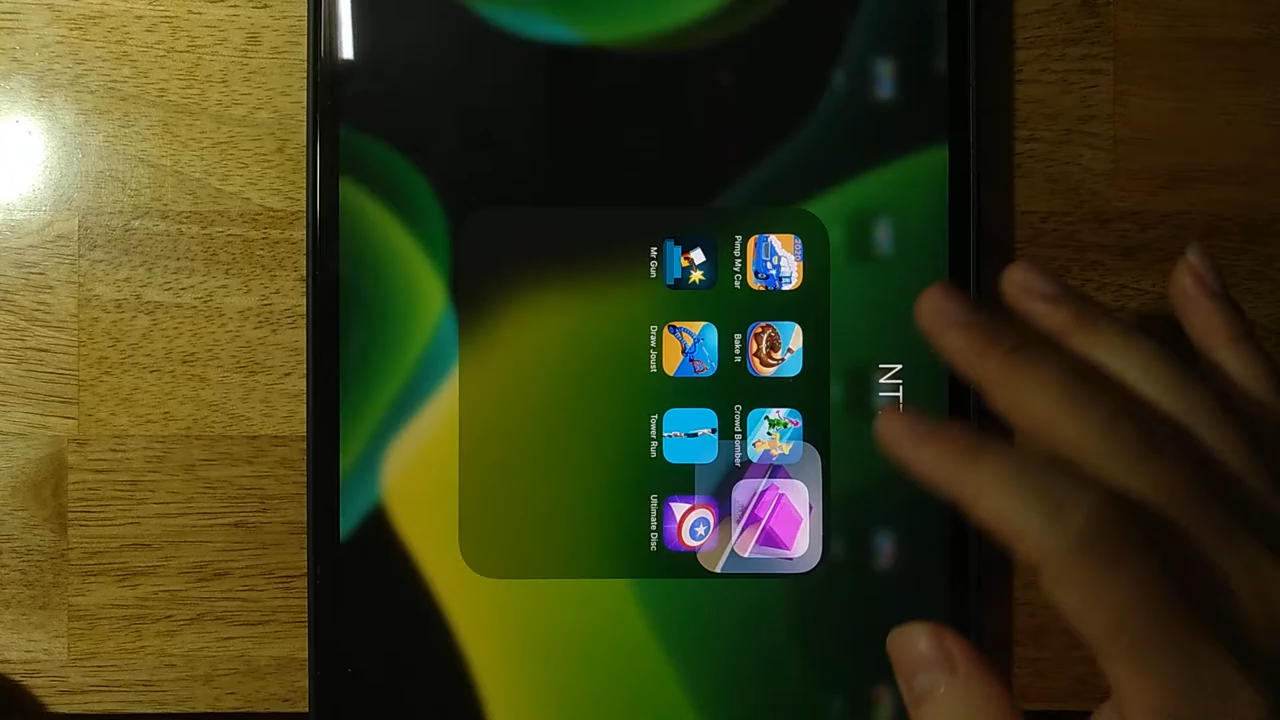 Pimp My Car
Bake It
Crowd Bomber
Mr Gun
Draw Joust
Tower Run
Ultimate Disc